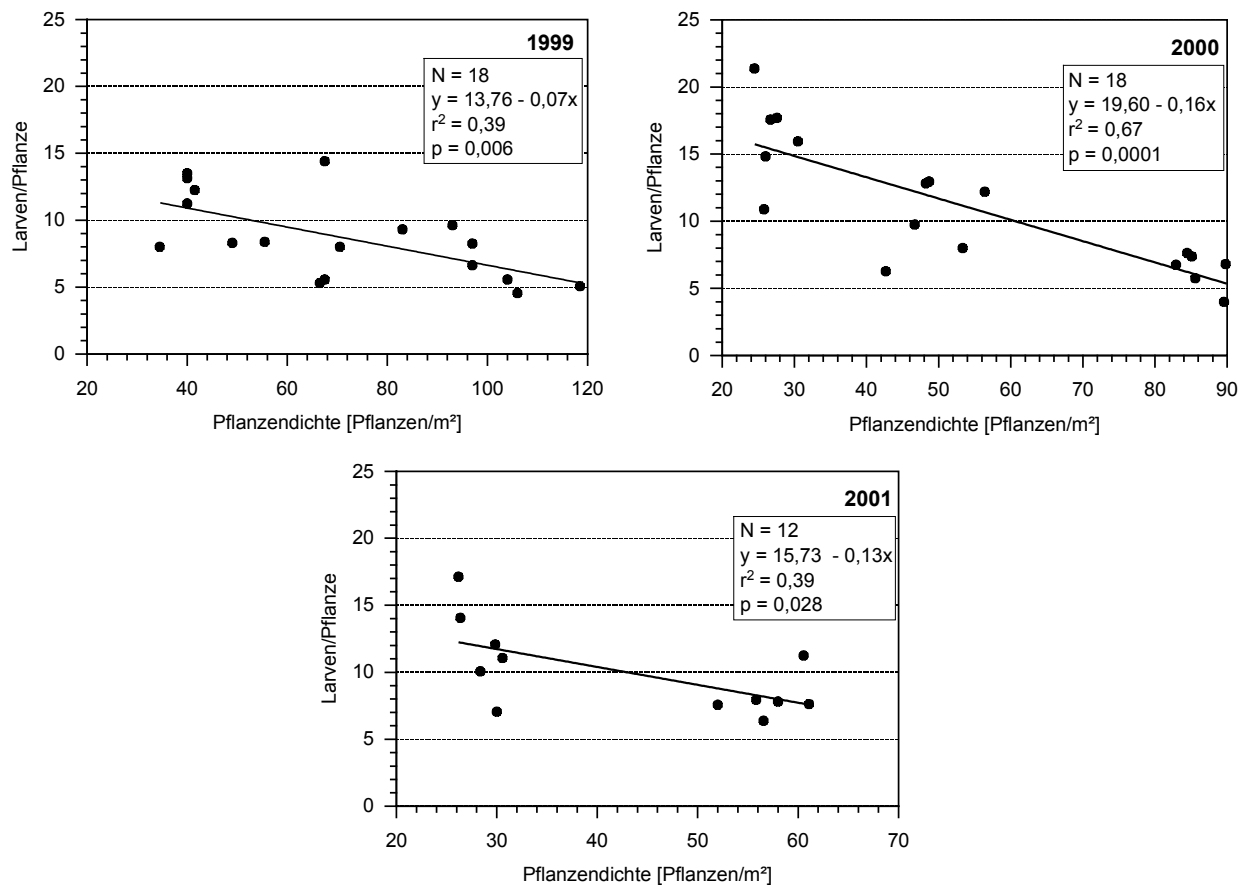 1999
N = 18
y = 13,76 - 0,07x
r² = 0,39
p = 0,006
25
20
15
10
5
0
Larven/Pflanze
20 40 60 80 100 120
Pflanzendichte [Pflanzen/m²]
2000
N = 18
y = 19,60 - 0,16x
r² = 0,67
p = 0,0001
25
20
15
10
5
0
Larven/Pflanze
20 30 40 50 60 70 80 90
Pflanzendichte [Pflanzen/m²]
2001
N = 12
y = 15,73 - 0,13x
r² = 0,39
p = 0,028
25
20
15
10
5
0
Larven/Pflanze
20 30 40 50 60 70
Pflanzendichte [Pflanzen/m²]